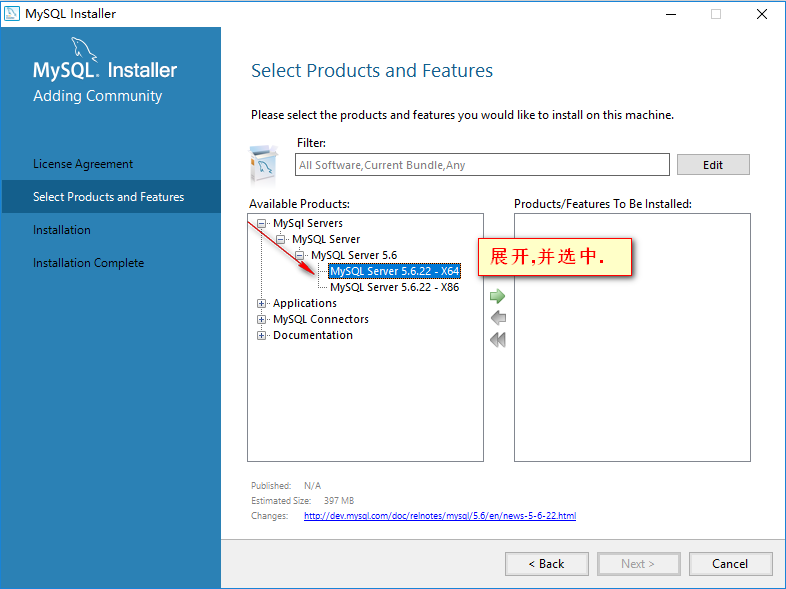 MySQL Installer
MySQL. Installer
Adding Community
License Agreement
Select Products and Features
Installation
Installation Complete
Select Products and Features
Please select the products and features you would like to install on this machine.
Filter:
All Software,Current Bundle,Any
Edit
Available Products:
Products/Features To Be Installed:
MySql Servers
MySQL Server
MySQL Server 5.6
MySQL Server 5.6.22 - X64
MySQL Server 5.6.22 - X86
Applications
MySQL Connectors
Documentation
展开,并选中.
Published: N/A
Estimated Size: 397 MB
Changes: http://dev.mysql.com/doc/relnotes/mysql/5.6/en/news-5-6-22.html
< Back
Next >
Cancel